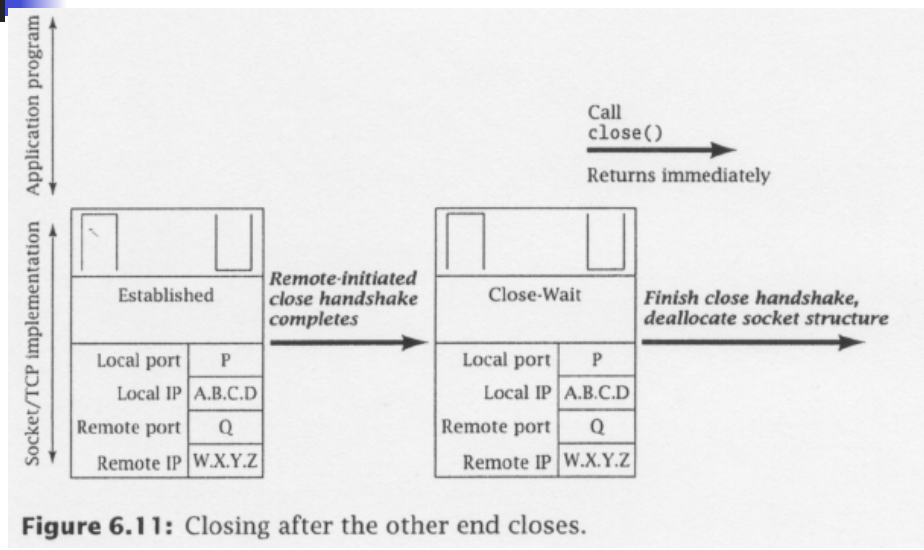 Application program
Call
close()
Returns immediately
Socket/TCP implementation
Established
Remote-initiated
close handshake
completes
Close-Wait
Finish close handshake,
deallocate socket structure
Local port P
Local IP A.B.C.D
Remote port Q
Remote IP W.X.Y.Z
Local port P
Local IP A.B.C.D
Remote port Q
Remote IP W.X.Y.Z
Figure 6.11: Closing after the other end closes.